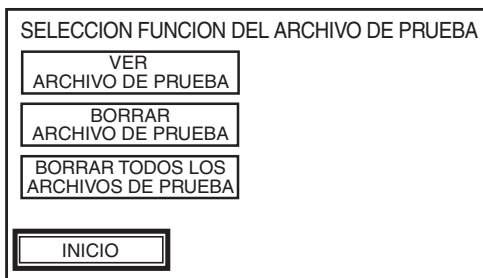 SELECCION FUNCION DEL ARCHIVO DE PRUEBA
VER
ARCHIVO DE PRUEBA
BORRAR
ARCHIVO DE PRUEBA
BORRAR TODOS LOS
ARCHIVOS DE PRUEBA
INICIO